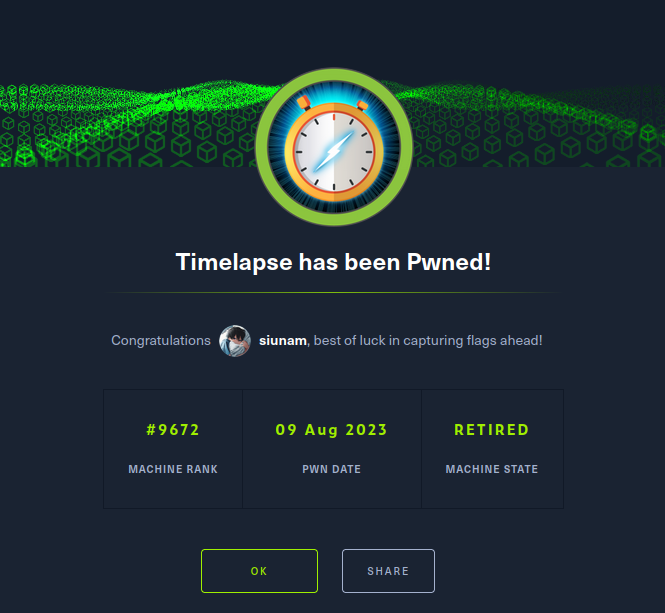 Timelapse has been Pwned!
Congratulations siunam, best of luck in capturing flags ahead!
#9672 09 Aug 2023 RETIRED
MACHINE RANK PWN DATE MACHINE STATE
OK SHARE